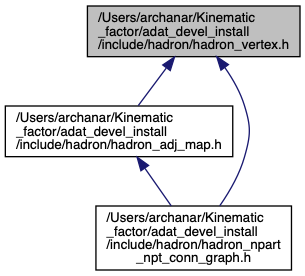 /Users/archanar/Kinematic
_factor/adat_devel_install
/include/hadron/hadron_vertex.h
/Users/archanar/Kinematic
_factor/adat_devel_install
/include/hadron/hadron_adj_map.h
/Users/archanar/Kinematic
_factor/adat_devel_install
/include/hadron/hadron_npart
_npt_conn_graph.h